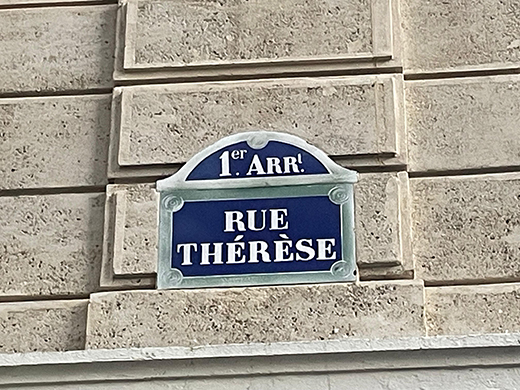 1er. ARRt.
RUE
THÉRÈSE